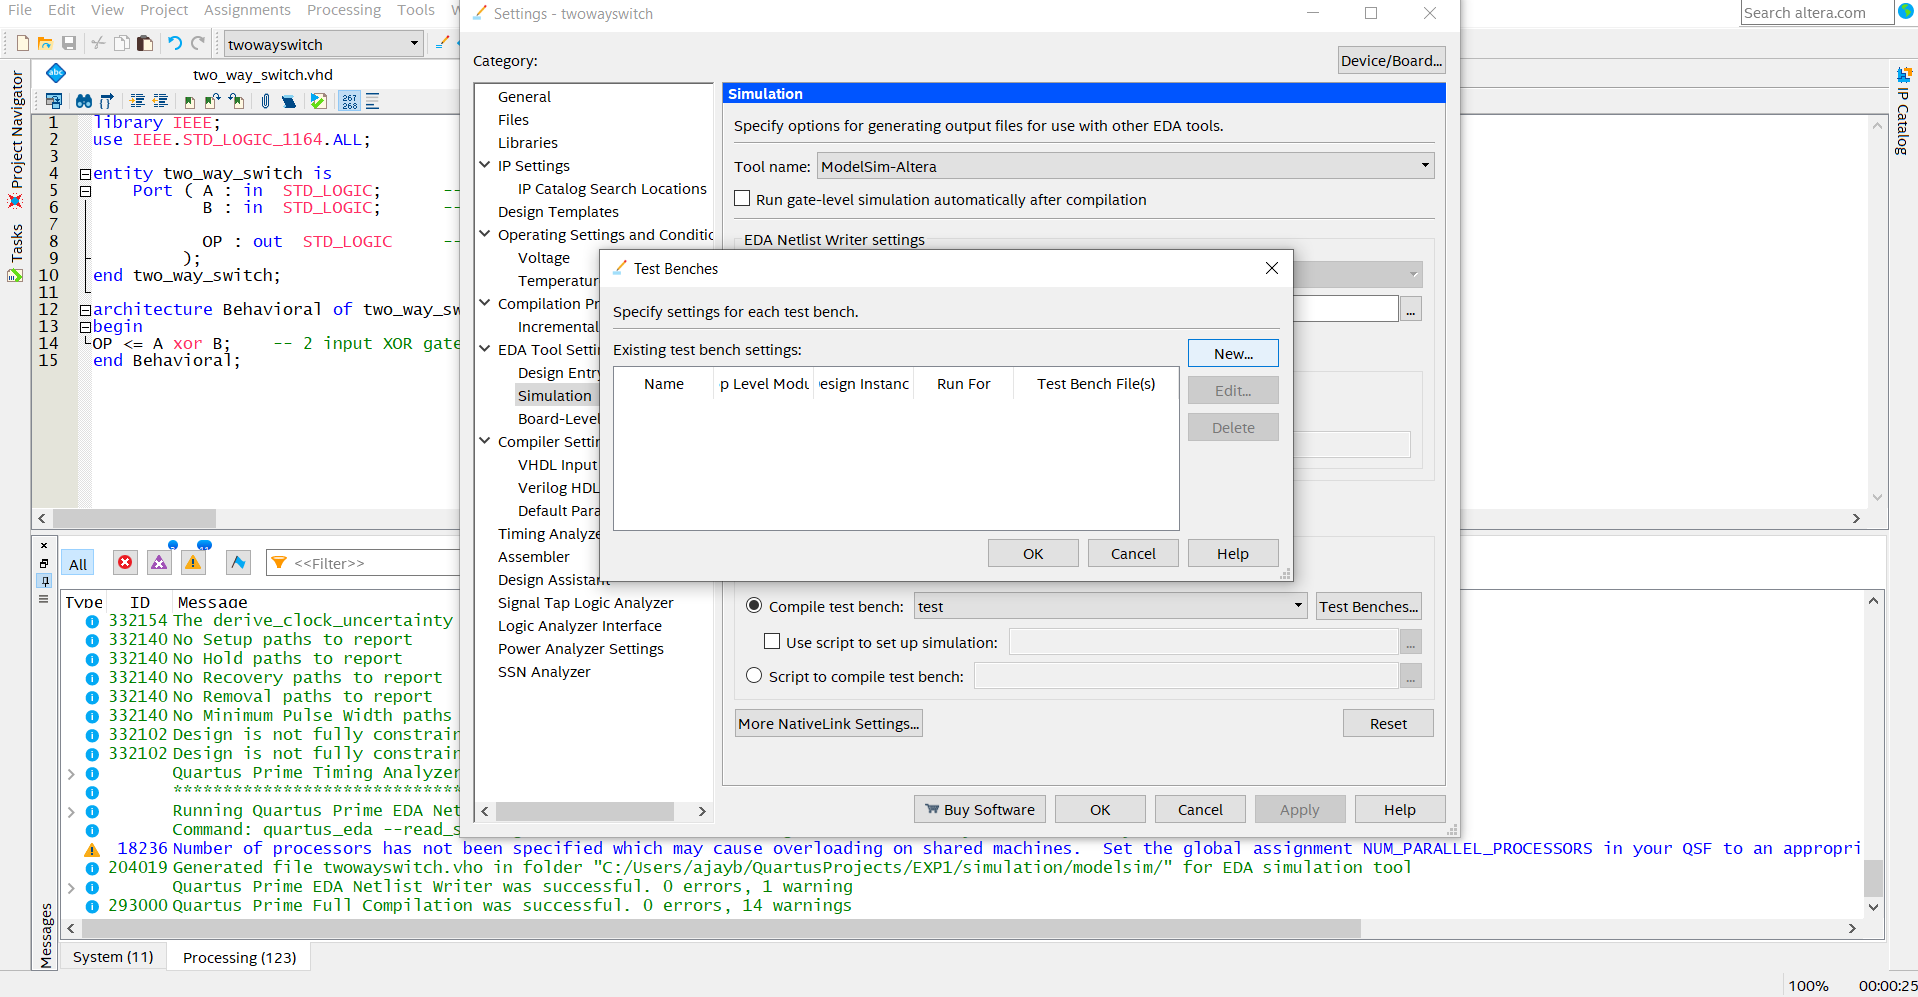 File Edit View Project Assignments Processing Tools
Settings - twowayswitch
Search altera.com
twowayswitch
Category:
Device/Board...
two_way_switch.vhd
Project Navigator
Tasks
IP Catalog
267
268
1 library IEEE;
2 use IEEE.STD_LOGIC_1164.ALL;
3
4 entity two_way_switch is
5 Port ( A : in STD_LOGIC; --
6 B : in STD_LOGIC; --
7
8 OP : out STD_LOGIC --
9 );
10 end two_way_switch;
11
12 architecture Behavioral of two_way_sw
13 begin
14 OP <= A xor B; -- 2 input XOR gate
15 end Behavioral;
General
Files
Libraries
IP Settings
IP Catalog Search Locations
Design Templates
Operating Settings and Conditic
Voltage
Temperatur
Compilation Pr
Incremental
EDA Tool Settin
Design Entry
Simulation
Board-Level
Compiler Settin
VHDL Input
Verilog HDL
Default Para
Timing Analyze
Assembler
Design Assistant
Signal Tap Logic Analyzer
Logic Analyzer Interface
Power Analyzer Settings
SSN Analyzer
Simulation
Specify options for generating output files for use with other EDA tools.
Tool name: ModelSim-Altera
Run gate-level simulation automatically after compilation
EDA Netlist Writer settings
...
Test Benches
Specify settings for each test bench.
Existing test bench settings:
New...
Name p Level Modu esign Instanc Run For Test Bench File(s)
Edit...
Delete
OK Cancel Help
Compile test bench: test Test Benches...
Use script to set up simulation: ...
Script to compile test bench: ...
More NativeLink Settings... Reset
Buy Software OK Cancel Apply Help
All <<Filter>>
Type ID Message
332154 The derive_clock_uncertainty
332140 No Setup paths to report
332140 No Hold paths to report
332140 No Recovery paths to report
332140 No Removal paths to report
332140 No Minimum Pulse Width paths
332102 Design is not fully constrain
332102 Design is not fully constrain
Quartus Prime Timing Analyzer
*****************************
Running Quartus Prime EDA Net
Command: quartus_eda --read_s
18236 Number of processors has not been specified which may cause overloading on shared machines. Set the global assignment NUM_PARALLEL_PROCESSORS in your QSF to an appropri
204019 Generated file twowayswitch.vho in folder "C:/Users/ajayb/QuartusProjects/EXP1/simulation/modelsim/" for EDA simulation tool
Quartus Prime EDA Netlist Writer was successful. 0 errors, 1 warning
293000 Quartus Prime Full Compilation was successful. 0 errors, 14 warnings
Messages
System (11) Processing (123)
100% 00:00:25